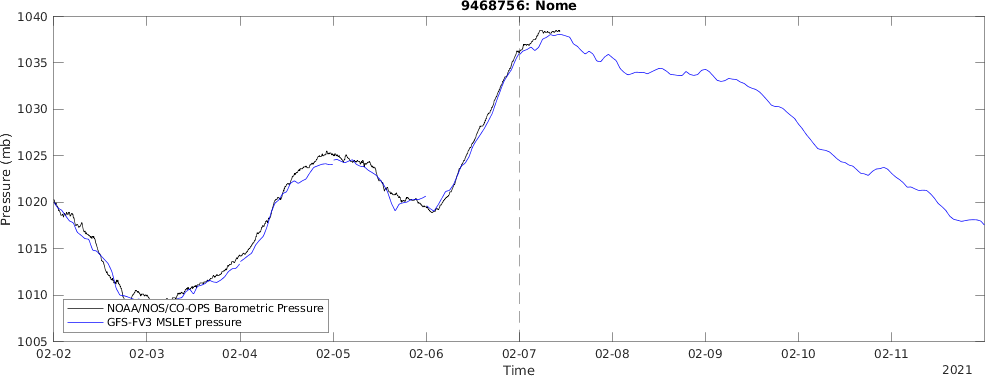 9468756: Nome
1040
1035
1030
1025
1020
1015
1010
1005
Pressure (mb)
NOAA/NOS/CO-OPS Barometric Pressure
GFS-FV3 MSLET pressure
02-02 02-03 02-04 02-05 02-06 02-07 02-08 02-09 02-10 02-11
Time
2021